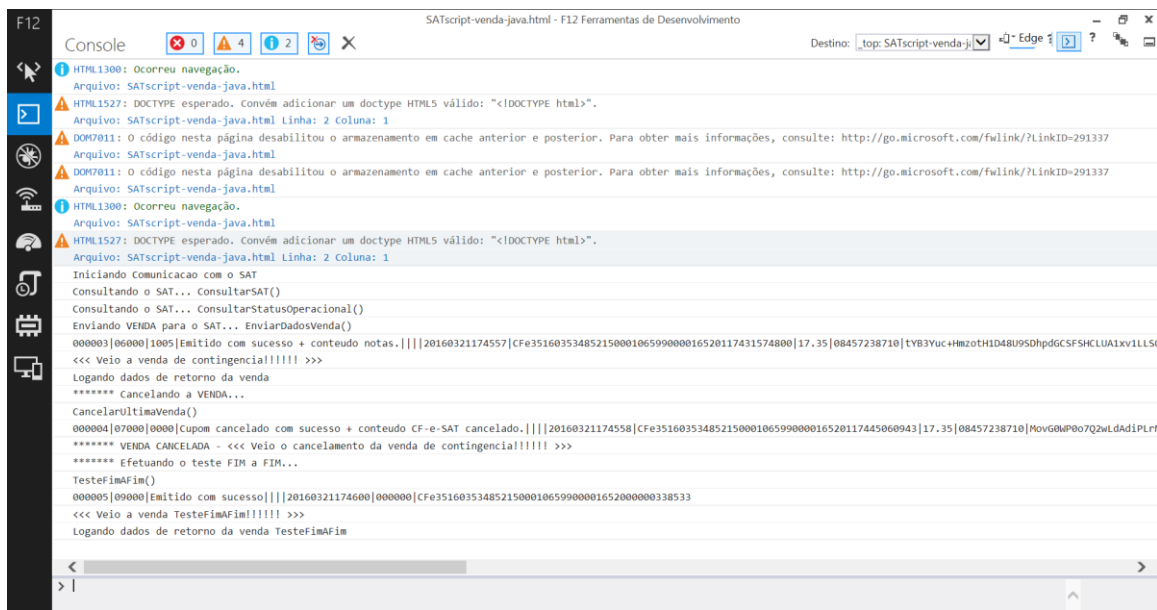 F12
SATscript-venda-java.html - F12 Ferramentas de Desenvolvimento
Console 0 4 2
Destino: _top: SATscript-venda-j Edge ?
HTML1300: Ocorreu navegação.
Arquivo: SATscript-venda-java.html
HTML1527: DOCTYPE esperado. Convém adicionar um doctype HTML5 válido: "<!DOCTYPE html>".
Arquivo: SATscript-venda-java.html Linha: 2 Coluna: 1
DOM7011: O código nesta página desabilitou o armazenamento em cache anterior e posterior. Para obter mais informações, consulte: http://go.microsoft.com/fwlink/?LinkID=291337
Arquivo: SATscript-venda-java.html
DOM7011: O código nesta página desabilitou o armazenamento em cache anterior e posterior. Para obter mais informações, consulte: http://go.microsoft.com/fwlink/?LinkID=291337
Arquivo: SATscript-venda-java.html
HTML1300: Ocorreu navegação.
Arquivo: SATscript-venda-java.html
HTML1527: DOCTYPE esperado. Convém adicionar um doctype HTML5 válido: "<!DOCTYPE html>".
Arquivo: SATscript-venda-java.html Linha: 2 Coluna: 1
Iniciando Comunicacao com o SAT
Consultando o SAT... ConsultarSAT()
Consultando o SAT... ConsultarStatusOperacional()
Enviando VENDA para o SAT... EnviarDadosVenda()
000003|06000|1005|Emitido com sucesso + conteudo notas.||||20160321174557|CFe35160353485215000106599000016520117431574800|17.35|08457238710|tYB3Yuc+HmzotH1D48U9SDhpdGCSFSHCLUA1xv1LLS
<<< Veio a venda de contingencia!!!!!! >>>
Logando dados de retorno da venda
******* Cancelando a VENDA...
CancelarUltimaVenda()
000004|07000|0000|Cupom cancelado com sucesso + conteudo CF-e-SAT cancelado.||||20160321174558|CFe35160353485215000106599000016520117445060943|17.35|08457238710|MovG0WP0o7Q2wLdAdiPLr
******* VENDA CANCELADA - <<< Veio o cancelamento da venda de contingencia!!!!!! >>>
******* Efetuando o teste FIM a FIM...
TesteFimAFim()
000005|09000|Emitido com sucesso||||20160321174600|000000|CFe35160353485215000106599000016520000000338533
<<< Veio a venda TesteFimAFim!!!!!! >>>
Logando dados de retorno da venda TesteFimAFim